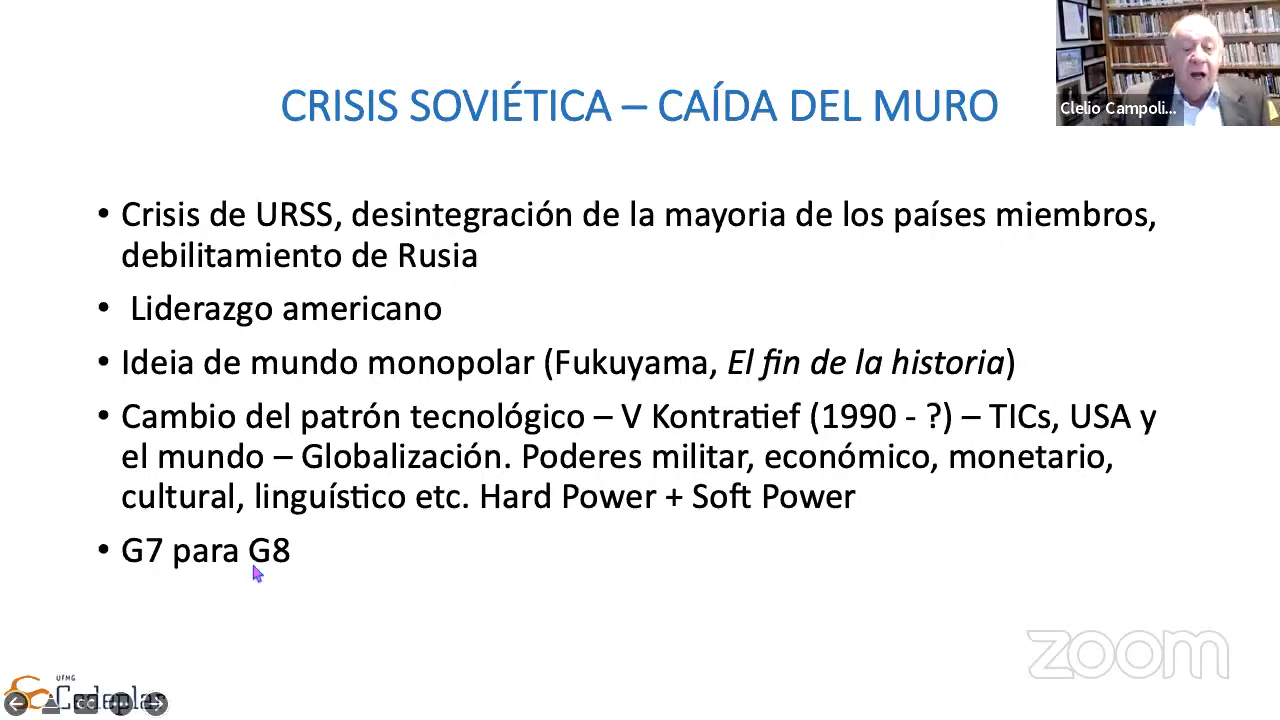 CRISIS SOVIÉTICA – CAÍDA DEL MURO
Clelio Campoli...
• Crisis de URSS, desintegración de la mayoria de los países miembros,
debilitamiento de Rusia
• Liderazgo americano
• Ideia de mundo monopolar (Fukuyama, El fin de la historia)
• Cambio del patrón tecnológico – V Kontratief (1990 - ?) – TICs, USA y
el mundo – Globalización. Poderes militar, económico, monetario,
cultural, linguístico etc. Hard Power + Soft Power
• G7 para G8
zoom
UFMG
Cedeplar